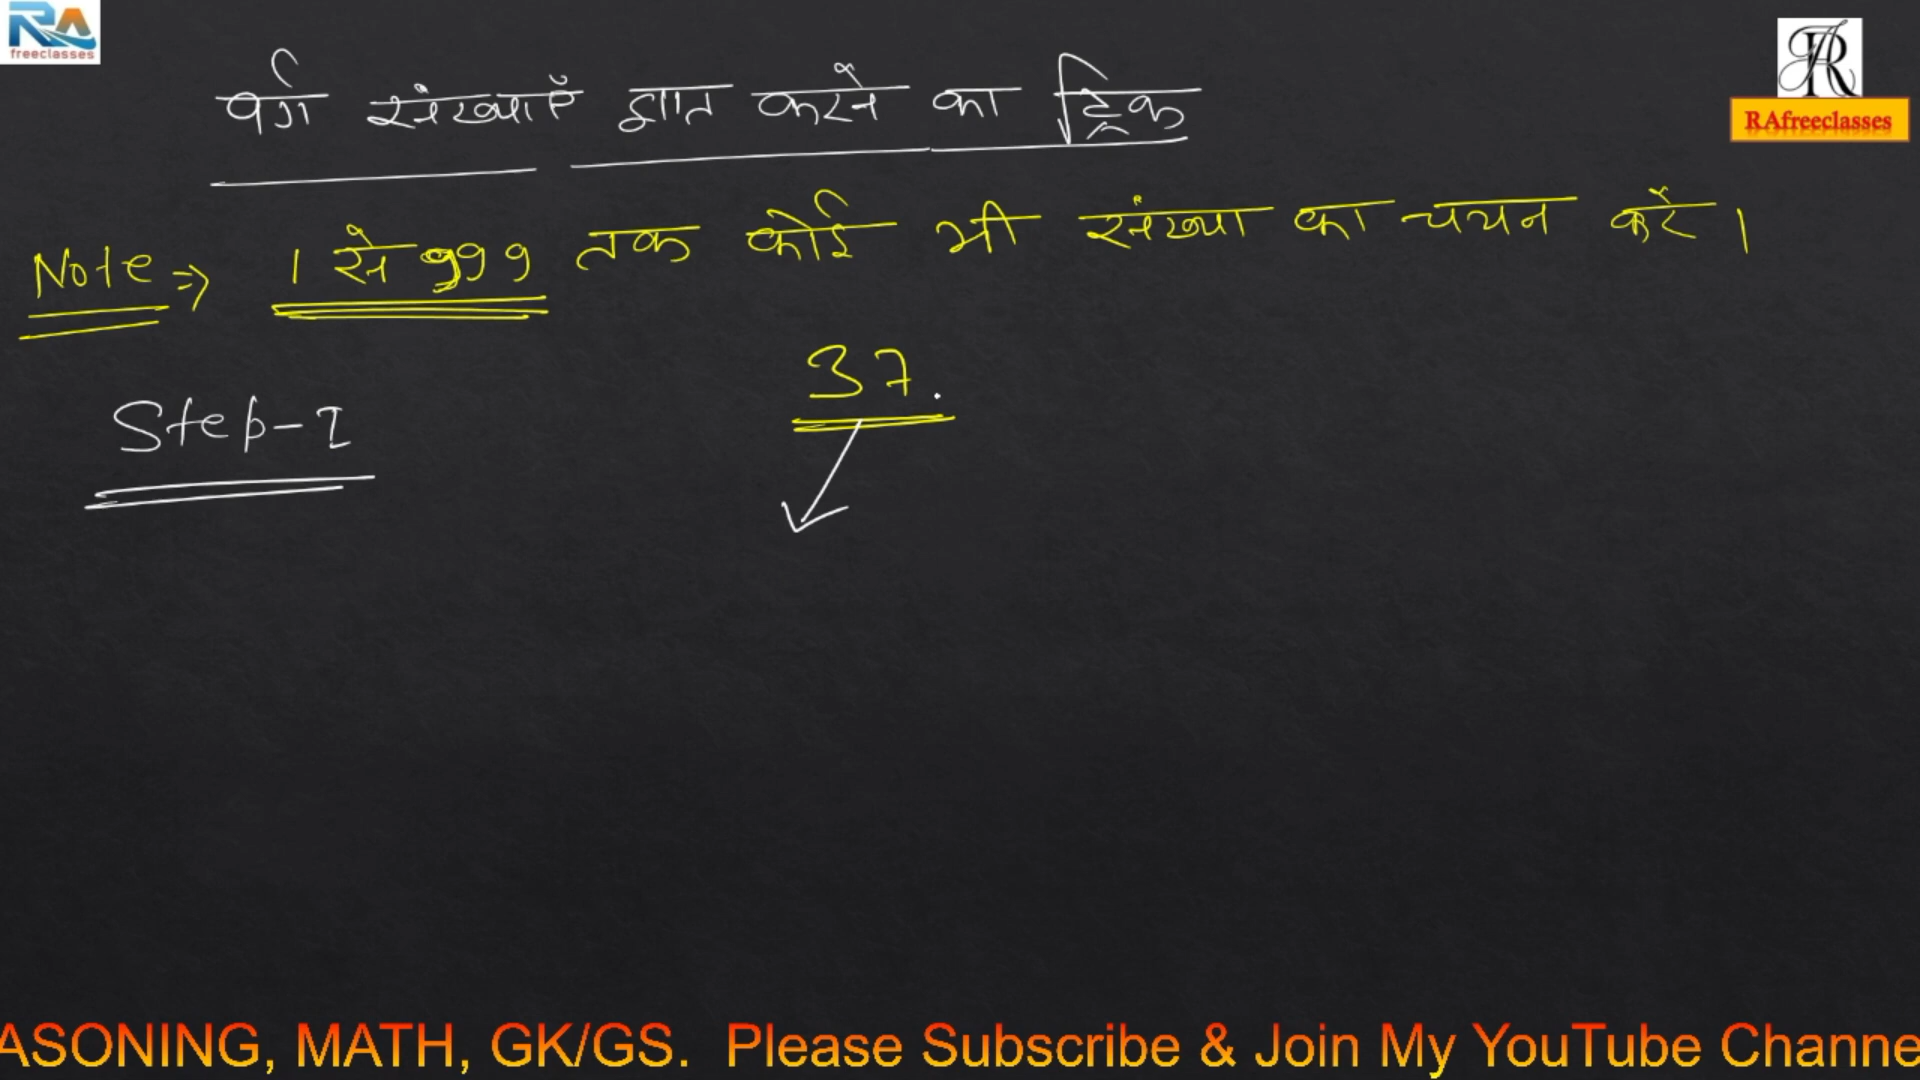 RA
freeclasses
RAfreeclasses
वर्ग संख्याएँ ज्ञात करने का ट्रिक
Note ⇒ 1 से 999 तक कोई भी संख्या का चयन करें।
37.
Step-I
ASONING, MATH, GK/GS. Please Subscribe & Join My YouTube Channe